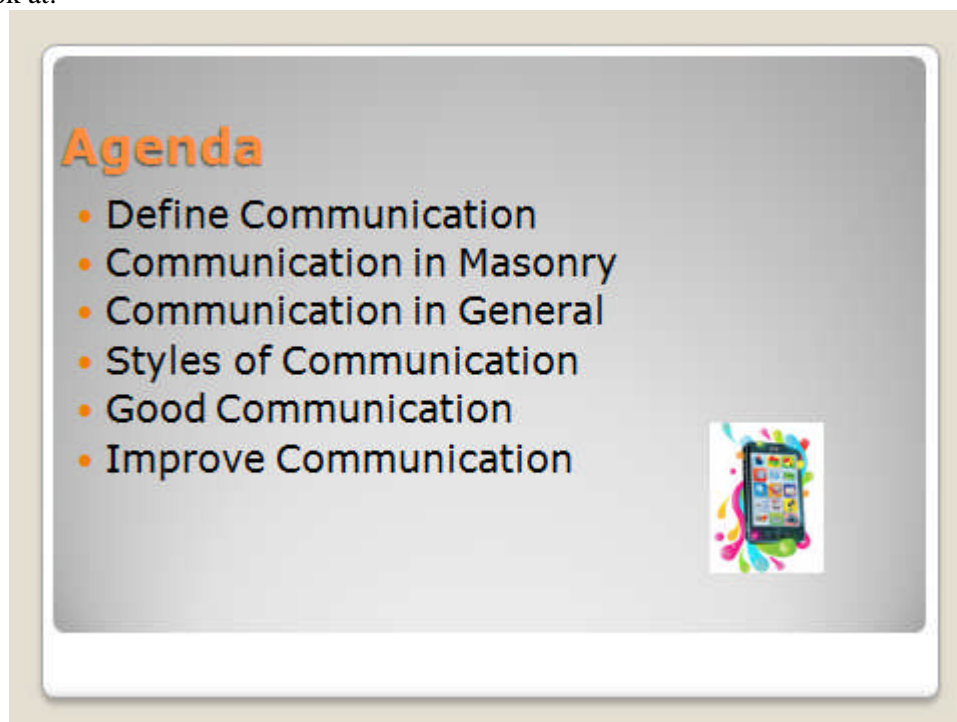 Agenda
• Define Communication
• Communication in Masonry
• Communication in General
• Styles of Communication
• Good Communication
• Improve Communication